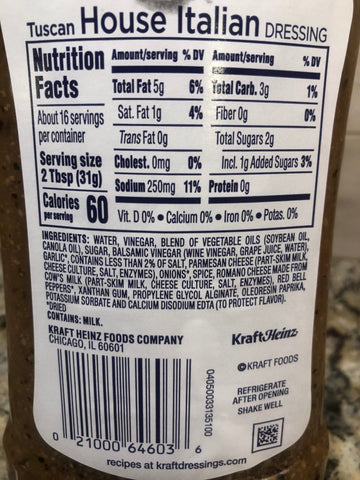 Tuscan House Italian DRESSING
Nutrition Facts
About 16 servings
per container
Serving size
2 Tbsp (31g)
Calories 60
per serving
Amount/serving % DV
Total Fat 5g 6%
Sat. Fat 1g 4%
Trans Fat 0g
Cholest. 0mg 0%
Sodium 250mg 11%
Amount/serving % DV
Total Carb. 3g 1%
Fiber 0g 0%
Total Sugars 2g
Incl. 1g Added Sugars 3%
Protein 0g
Vit. D 0% • Calcium 0% • Iron 0% • Potas. 0%
INGREDIENTS: WATER, VINEGAR, BLEND OF VEGETABLE OILS (SOYBEAN OIL,
CANOLA OIL), SUGAR, BALSAMIC VINEGAR (WINE VINEGAR, GRAPE JUICE, WATER),
GARLIC*, CONTAINS LESS THAN 2% OF SALT, PARMESAN CHEESE (PART-SKIM MILK,
CHEESE CULTURE, SALT, ENZYMES), ONIONS*, SPICE, ROMANO CHEESE MADE FROM
COW'S MILK (PART-SKIM MILK, CHEESE CULTURE, SALT, ENZYMES), RED BELL
PEPPERS*, XANTHAN GUM, PROPYLENE GLYCOL ALGINATE, OLEORESIN PAPRIKA,
POTASSIUM SORBATE AND CALCIUM DISODIUM EDTA (TO PROTECT FLAVOR).
*DRIED
CONTAINS: MILK.
KRAFT HEINZ FOODS COMPANY
CHICAGO, IL 60601
KraftHeinz
© KRAFT FOODS
REFRIGERATE
AFTER OPENING
SHAKE WELL
0400500331351 00
0 21000 64603 6
recipes at kraftdressings.com